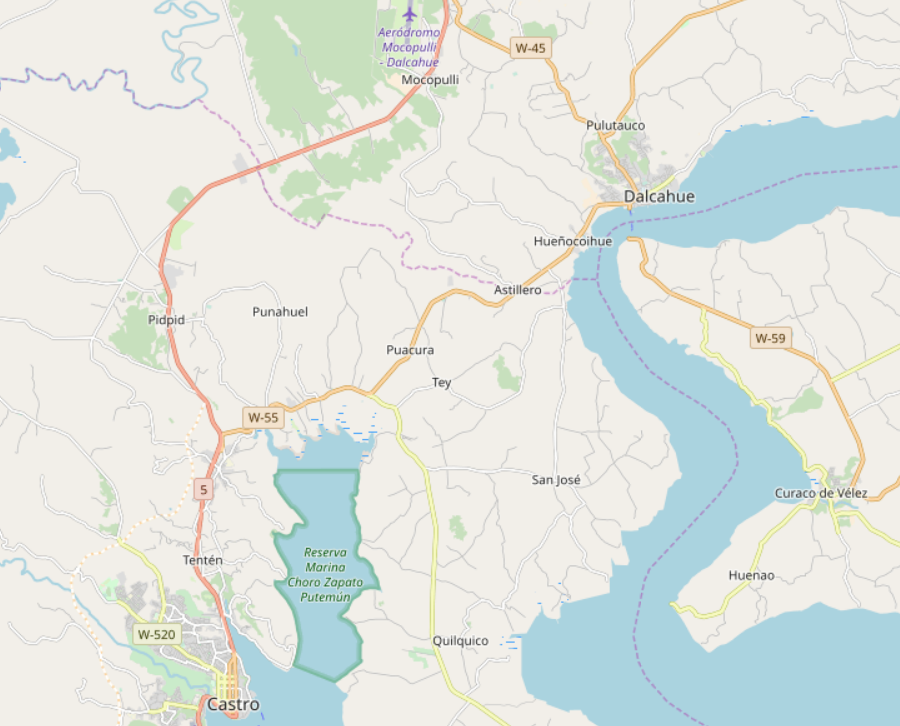 Aeródromo
Mocopulli
- Dalcahue
W-45
Mocopulli
Pulutauco
Dalcahue
Hueñocoihue
Astillero
Punahuel
Pidpid
W-59
Puacura
Tey
W-55
San José
5
Curaco de Vélez
Reserva
Marina
Choro Zapato
Putemún
Tentén
Huenao
W-520
Quilquico
Castro